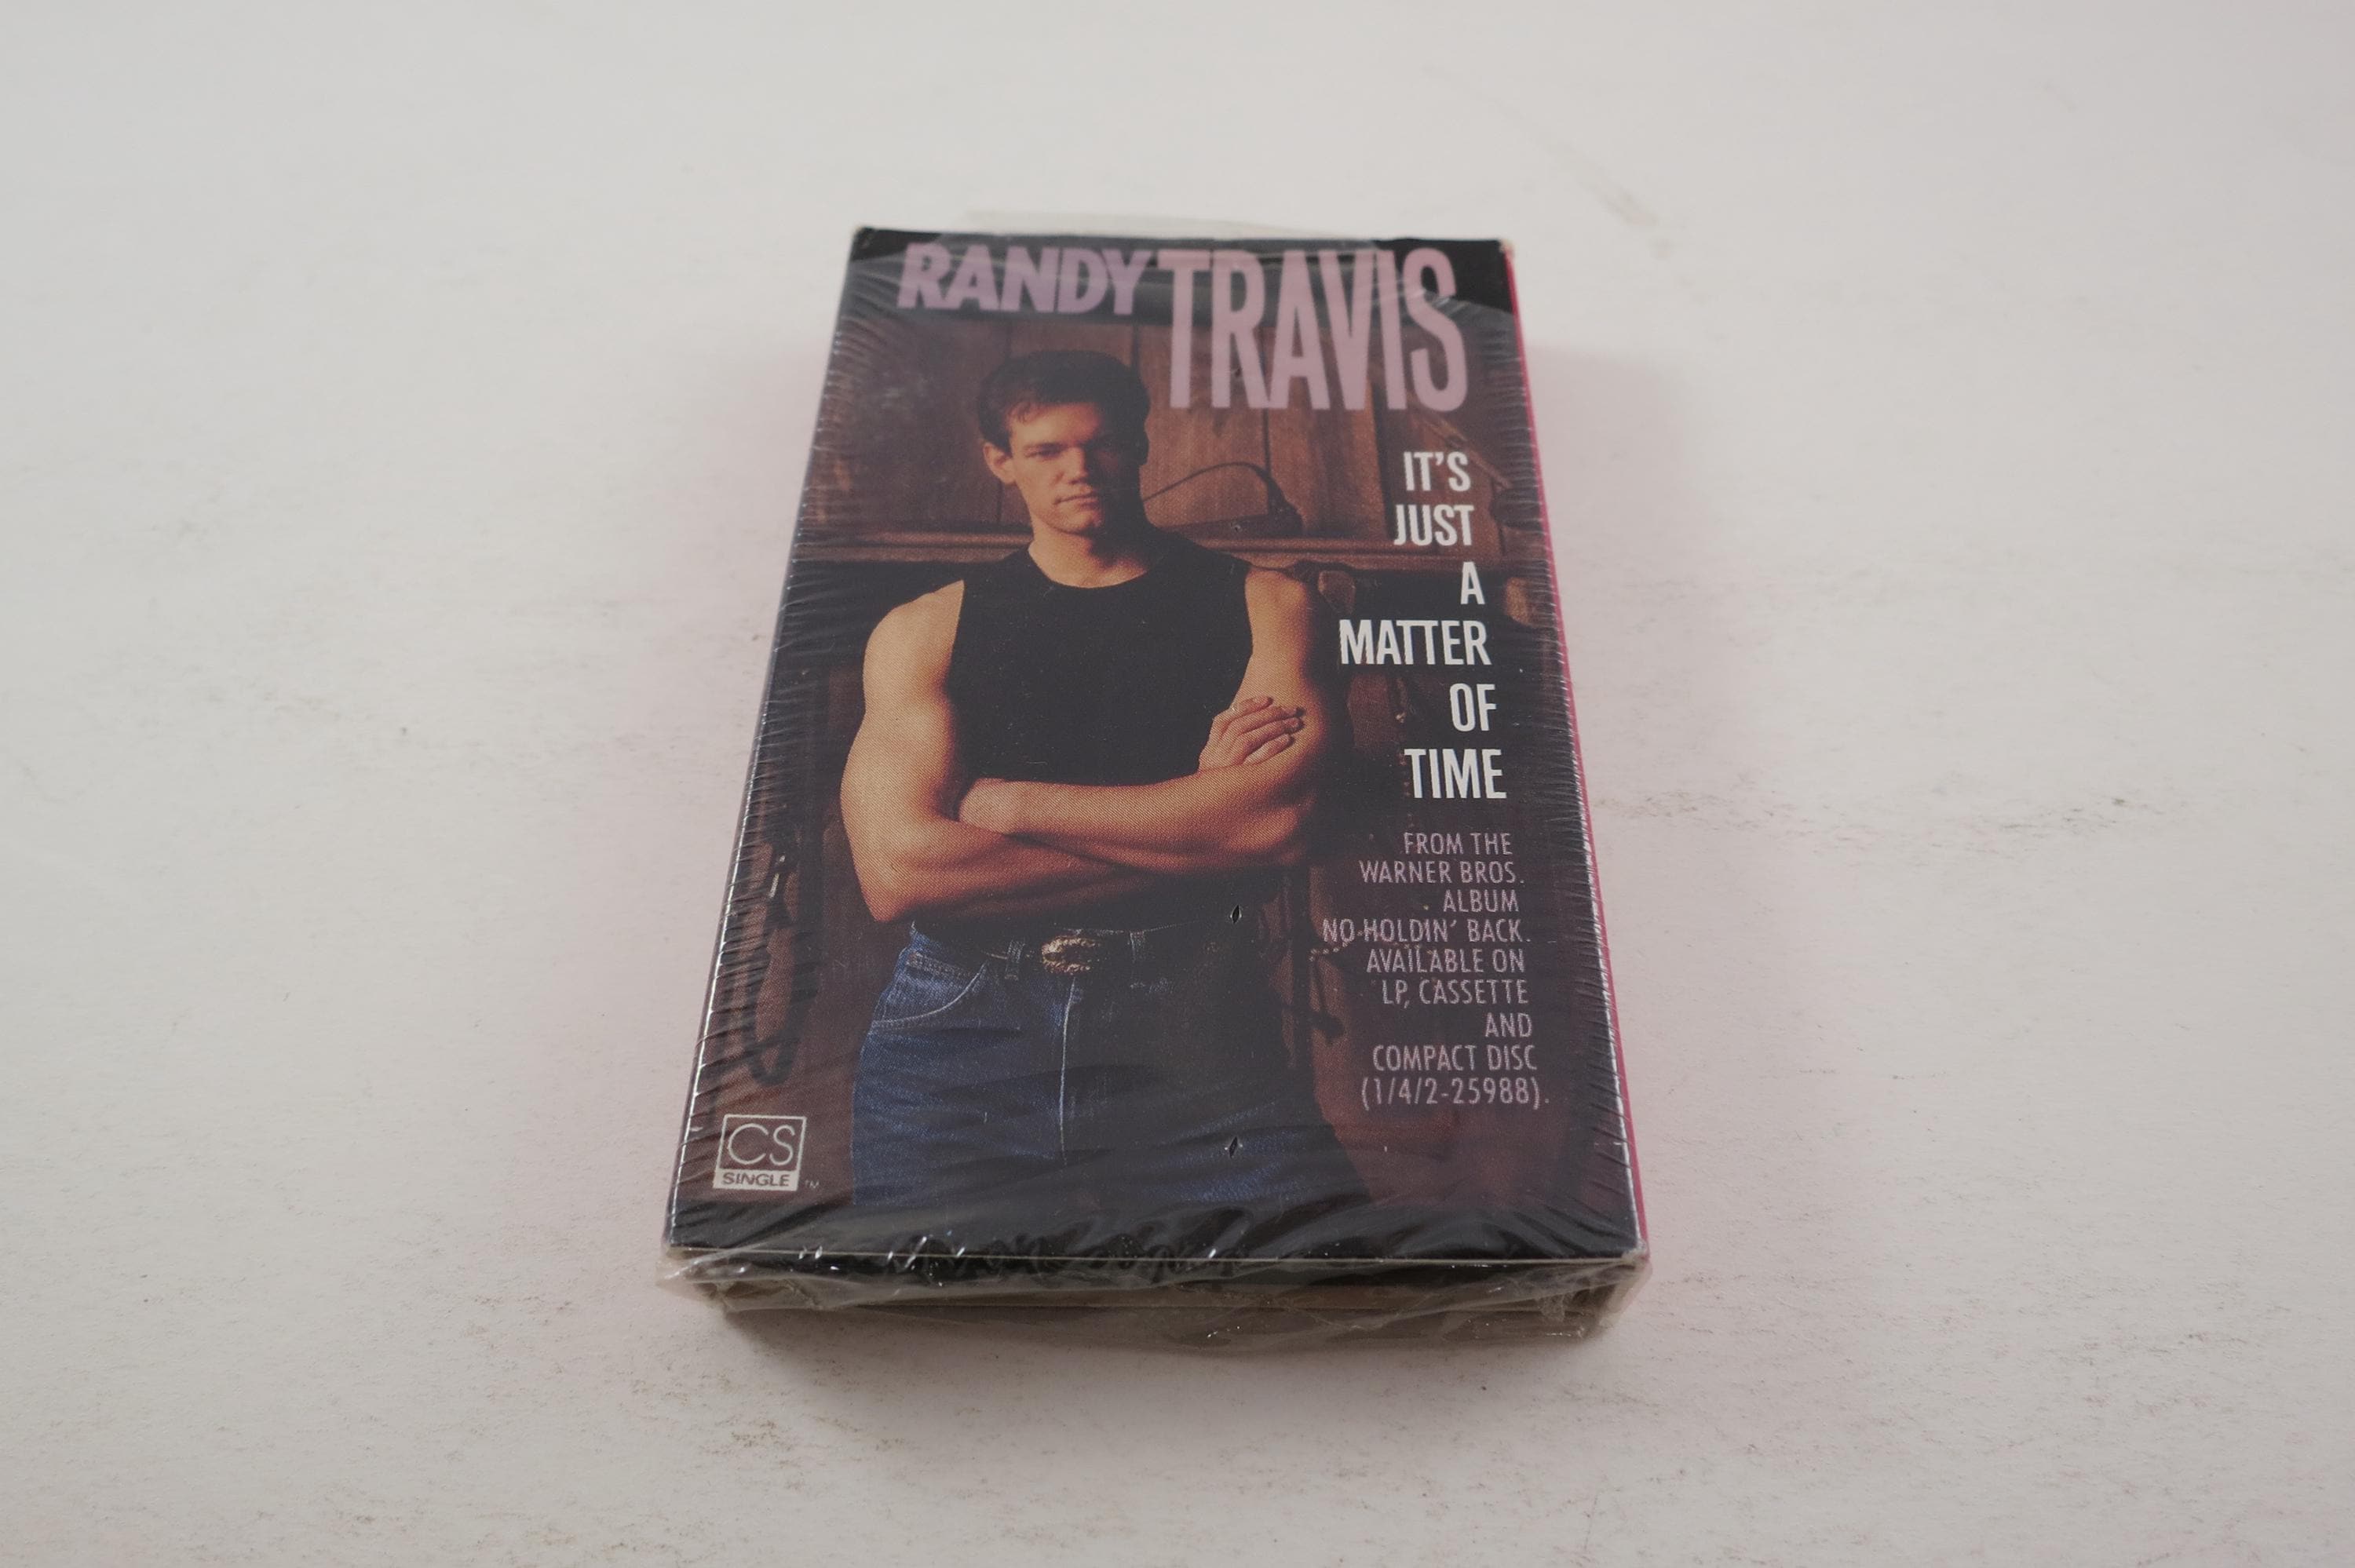 RANDY TRAVIS
IT'S
JUST
A
MATTER
OF
TIME
FROM THE
WARNER BROS.
ALBUM
NO HOLDIN' BACK.
AVAILABLE ON
LP, CASSETTE
AND
COMPACT DISC
(1/4/2-25988).
CS
SINGLE ™